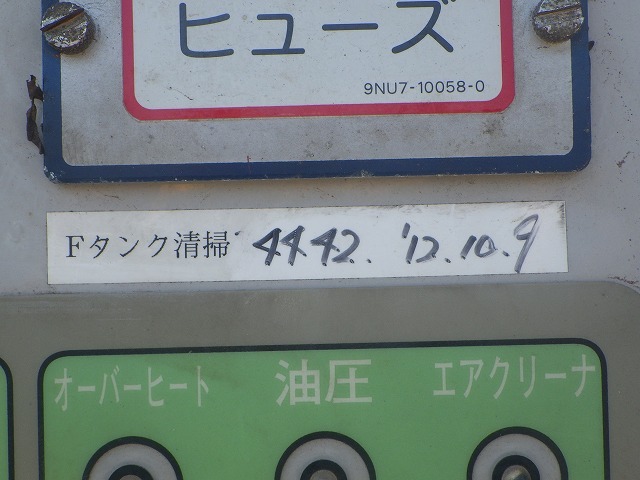 ヒューズ
9NU7-10058-0
Fタンク清掃 4442. '12.10.9
オーバーヒート 油圧 エアクリーナ